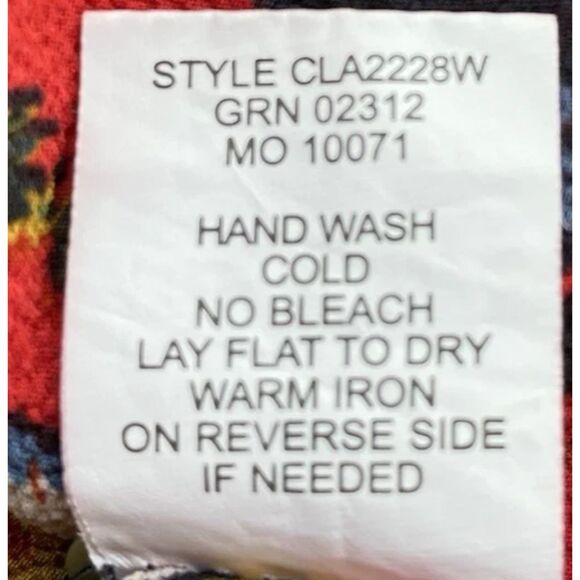 STYLE CLA2228W
GRN 02312
MO 10071
HAND WASH
COLD
NO BLEACH
LAY FLAT TO DRY
WARM IRON
ON REVERSE SIDE
IF NEEDED